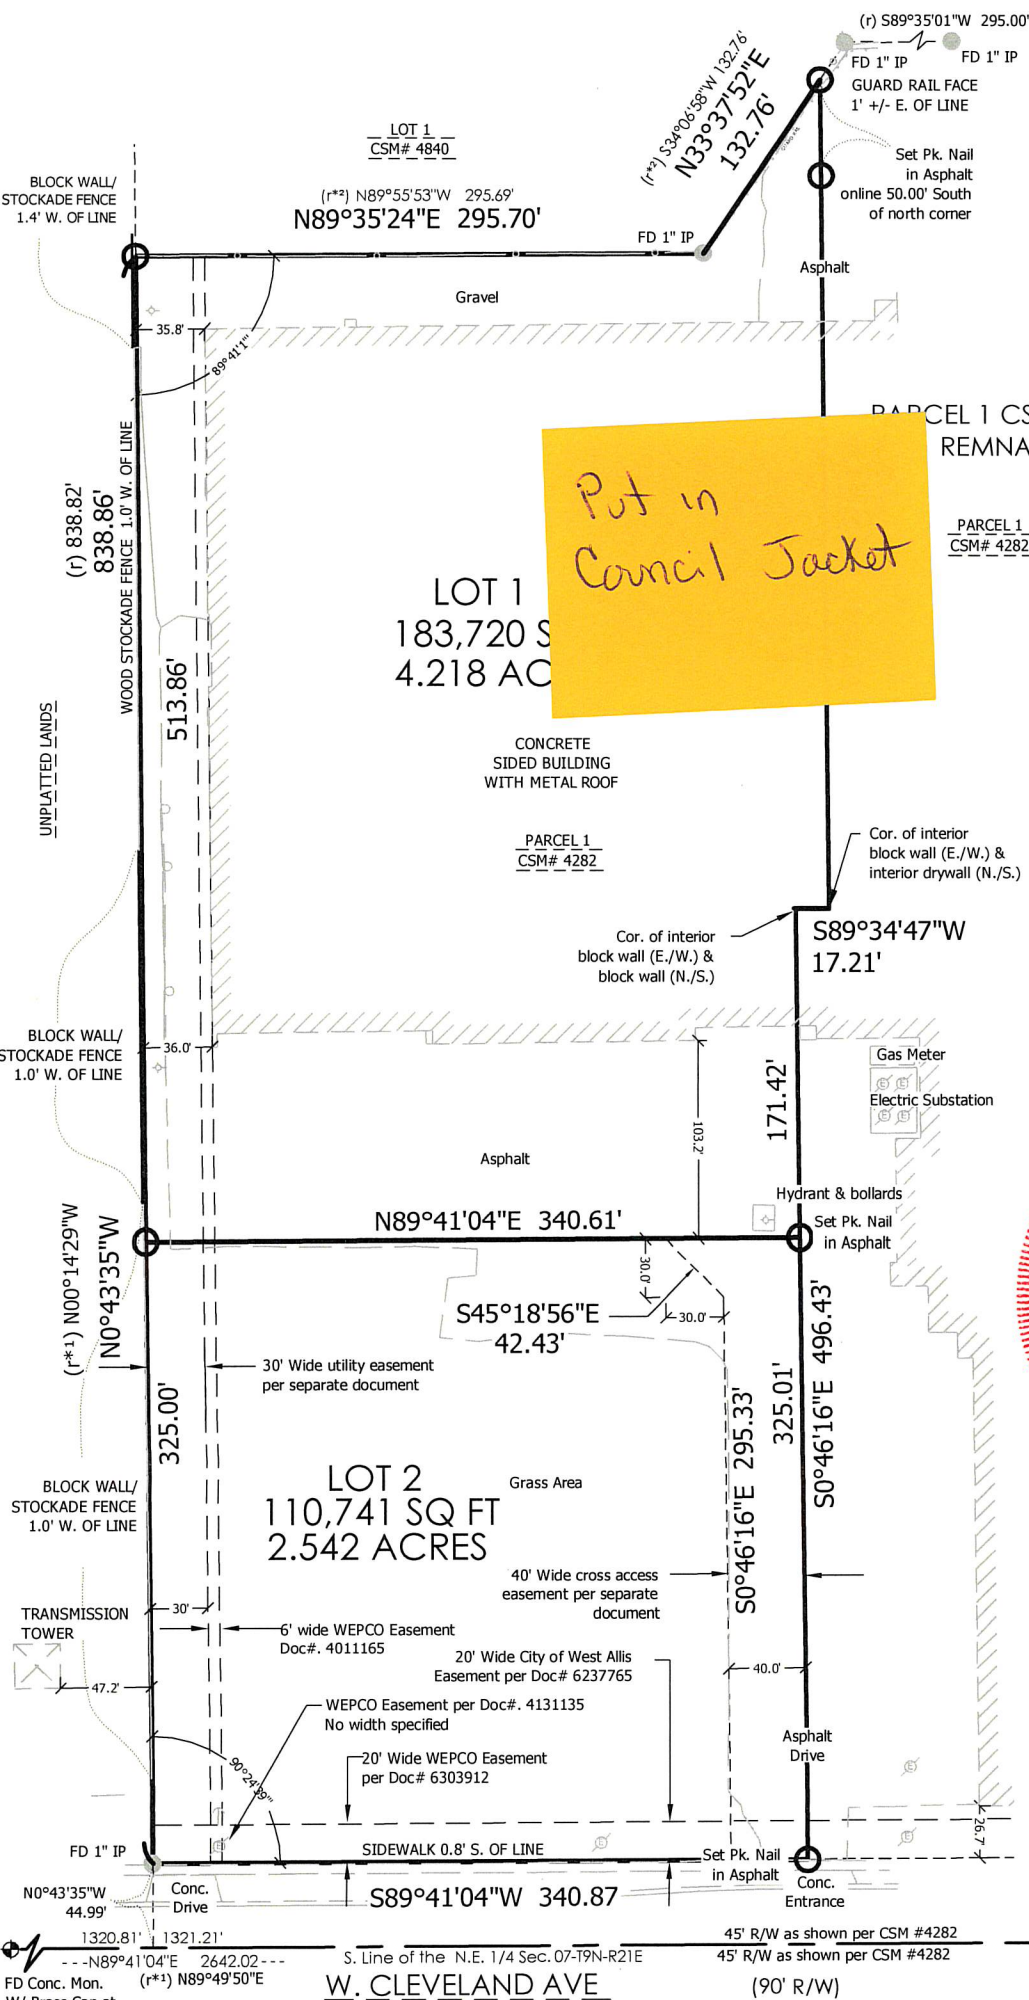 (r) S89°35'01"W 295.00'
FD 1" IP
FD 1" IP
GUARD RAIL FACE
1' +/- E. OF LINE
(r*²) S34°06'58"W 132.76'
N33°37'52"E
132.76'
LOT 1
CSM# 4840
BLOCK WALL/
STOCKADE FENCE
1.4' W. OF LINE
(r*²) N89°55'53"W 295.69'
N89°35'24"E 295.70'
FD 1" IP
Set Pk. Nail
in Asphalt
online 50.00' South
of north corner
Asphalt
Gravel
35.8'
89°41'1"
PARCEL 1 CS
REMNA
PARCEL 1
CSM# 4282
Put in
Council Jacket
(r) 838.82'
838.86'
WOOD STOCKADE FENCE 1.0' W. OF LINE
LOT 1
183,720 S
4.218 AC
513.86'
UNPLATTED LANDS
CONCRETE
SIDED BUILDING
WITH METAL ROOF
PARCEL 1
CSM# 4282
Cor. of interior
block wall (E./W.) &
interior drywall (N./S.)
Cor. of interior
block wall (E./W.) &
block wall (N./S.)
S89°34'47"W
17.21'
BLOCK WALL/
STOCKADE FENCE
1.0' W. OF LINE
36.0'
171.42'
103.2'
Gas Meter
E E
Electric Substation
E E
Asphalt
Hydrant & bollards
Set Pk. Nail
in Asphalt
N89°41'04"E 340.61'
(r*¹) N00°14'29"W
N0°43'35"W
30.0'
30.0'
S45°18'56"E
42.43'
30' Wide utility easement
per separate document
325.00'
S0°46'16"E 295.33'
325.01'
S0°46'16"E 496.43'
BLOCK WALL/
STOCKADE FENCE
1.0' W. OF LINE
LOT 2
110,741 SQ FT
2.542 ACRES
Grass Area
40' Wide cross access
easement per separate
document
TRANSMISSION
TOWER
30'
6' wide WEPCO Easement
Doc#. 4011165
20' Wide City of West Allis
Easement per Doc# 6237765
40.0'
47.2'
WEPCO Easement per Doc#. 4131135
No width specified
Asphalt
Drive
20' Wide WEPCO Easement
per Doc# 6303912
90°24'39"
E
E
E
26.7'
FD 1" IP
SIDEWALK 0.8' S. OF LINE
Set Pk. Nail
in Asphalt
N0°43'35"W
44.99'
Conc.
Drive
S89°41'04"W 340.87
Conc.
Entrance
1320.81' 1321.21'
45' R/W as shown per CSM #4282
---N89°41'04"E 2642.02---
S. Line of the N.E. 1/4 Sec. 07-T9N-R21E
45' R/W as shown per CSM #4282
FD Conc. Mon.
(r*¹) N89°49'50"E
W. CLEVELAND AVE
(90' R/W)
W/ Brass Cap at